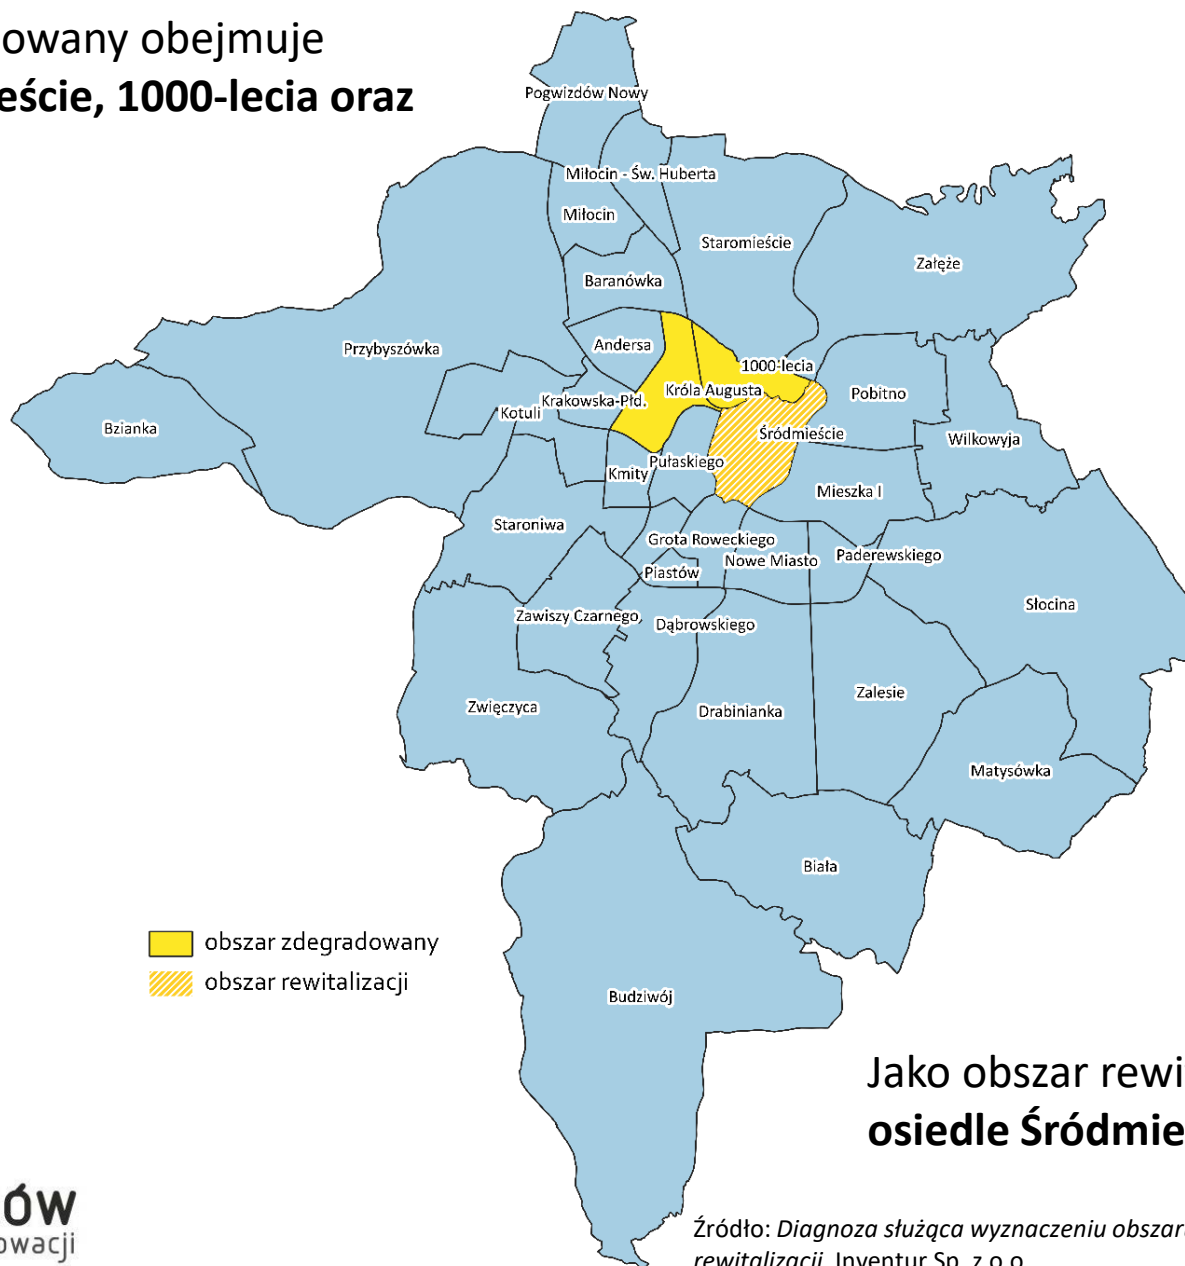 owany obejmuje
eście, 1000-lecia oraz
Pogwizdów Nowy
Miłocin - Św. Huberta
Miłocin
Staromieście
Załęże
Baranówka
Andersa
Przybyszówka
1000-lecia
Krakowska-Płd.
Króla Augusta
Pobitno
Kotuli
Bzianka
Śródmieście
Wilkowyja
Pułaskiego
Kmity
Mieszka I
Staroniwa
Grota Roweckiego
Nowe Miasto
Paderewskiego
Piastów
Słocina
Zawiszy Czarnego
Dąbrowskiego
Zwięczyca
Drabinianka
Zalesie
Matysówka
Biała
obszar zdegradowany
obszar rewitalizacji
Budziwój
Jako obszar rewi
osiedle Śródmie
ÓW
owacji
Źródło: Diagnoza służąca wyznaczeniu obszar
rewitalizacji, Inventur Sp. z o.o.